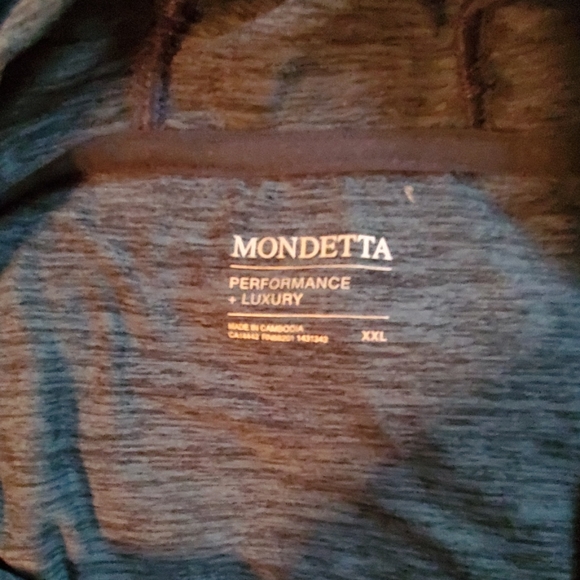 MONDETTA
PERFORMANCE
+ LUXURY
MADE IN CAMBODIA
XXL